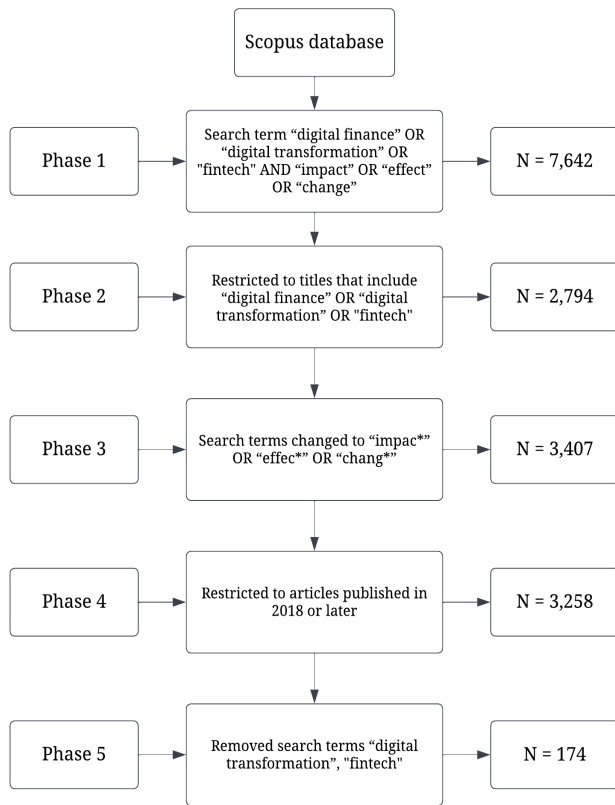 Scopus database
Phase 1
Search term “digital finance” OR
“digital transformation” OR
"fintech" AND “impact” OR “effect”
OR “change”
N = 7,642
Phase 2
Restricted to titles that include
“digital finance” OR “digital
transformation” OR "fintech"
N = 2,794
Phase 3
Search terms changed to “impac*”
OR “effec*” OR “chang*”
N = 3,407
Phase 4
Restricted to articles published in
2018 or later
N = 3,258
Phase 5
Removed search terms “digital
transformation”, "fintech"
N = 174